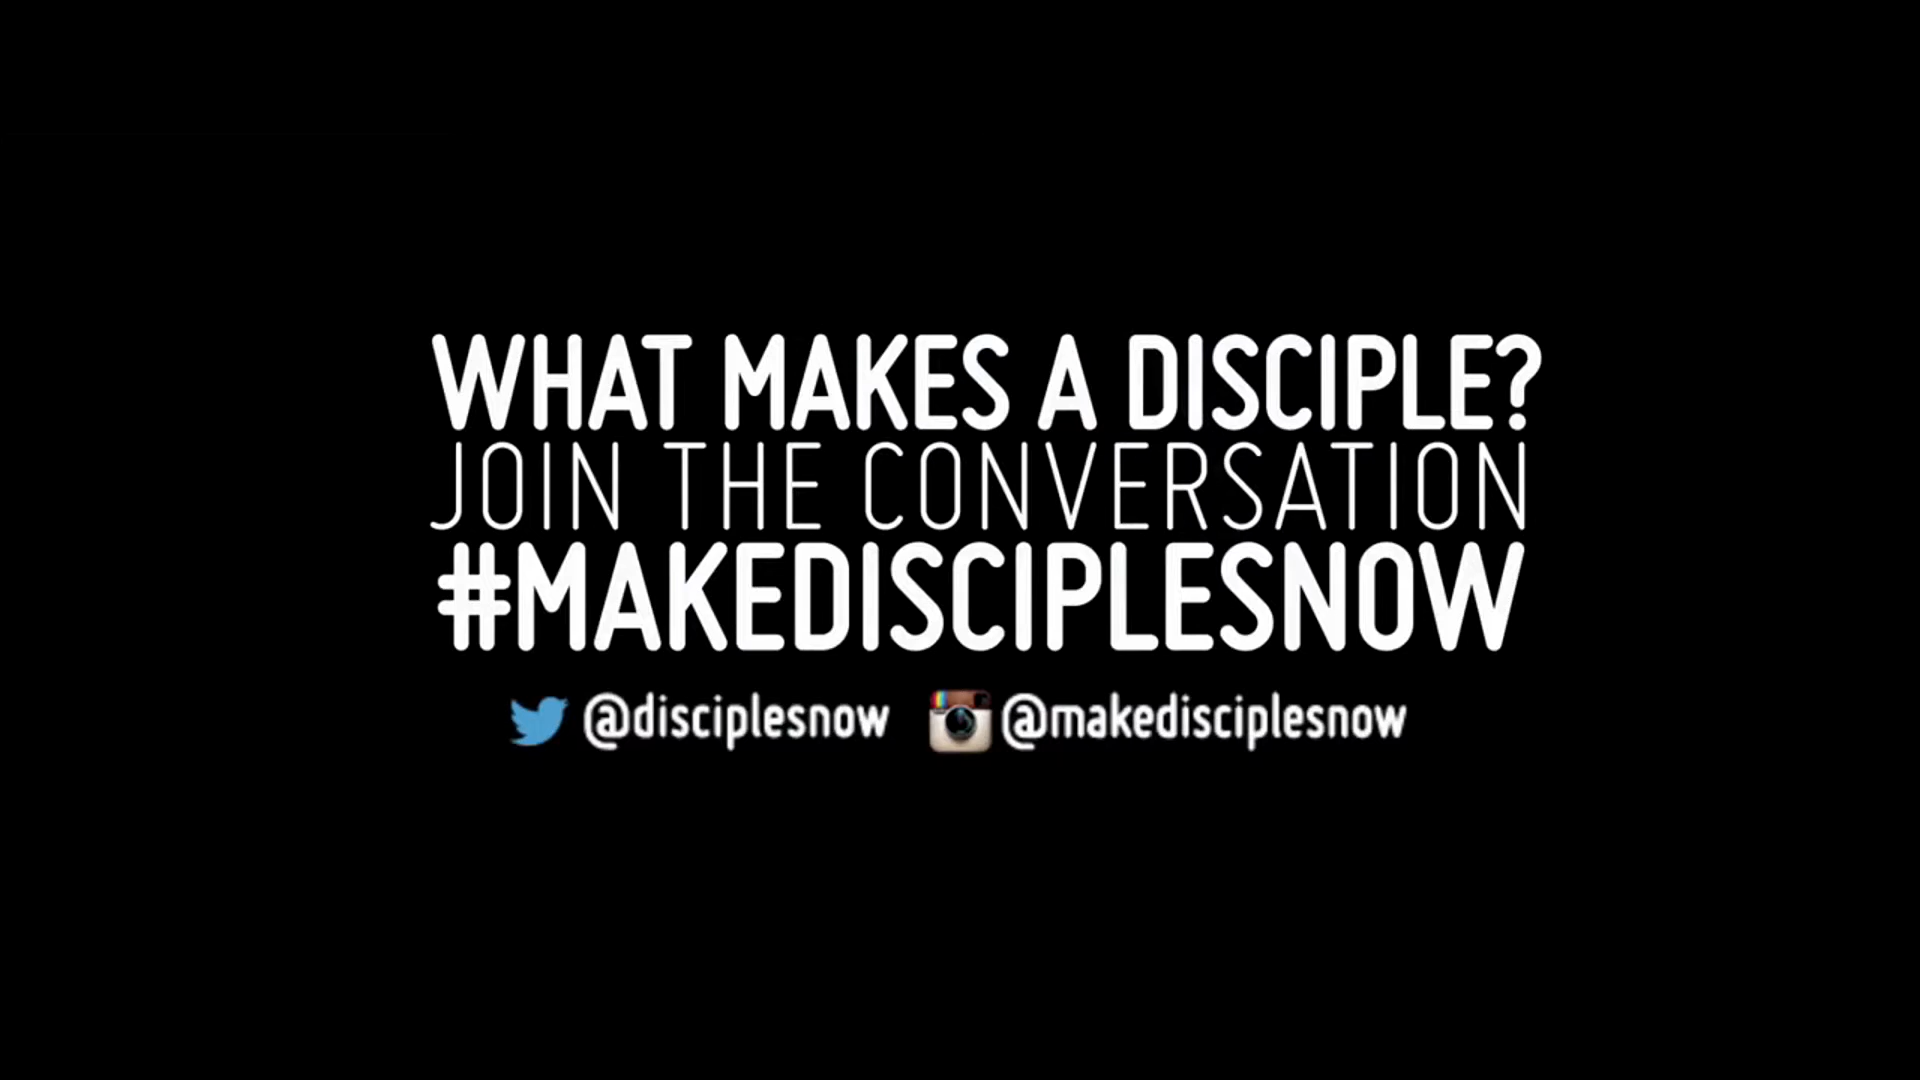 WHAT MAKES A DISCIPLE?
JOIN THE CONVERSATION
#MAKEDISCIPLESNOW
@disciplesnow @makedisciplesnow